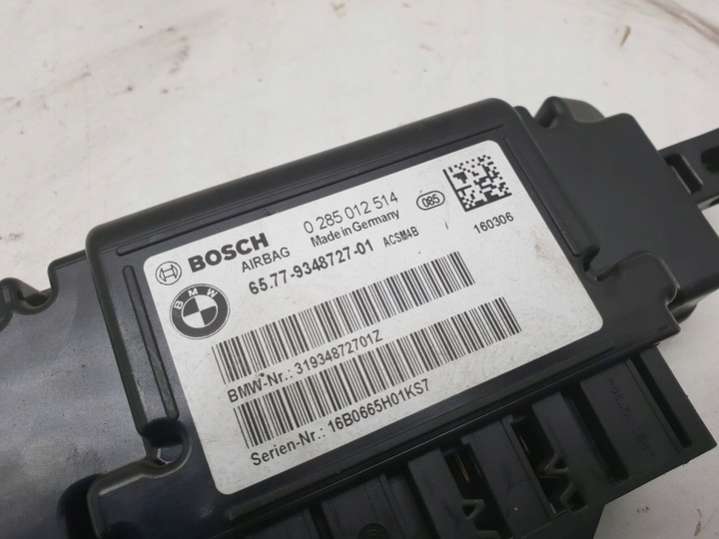 BOSCH
AIRBAG
0 285 012 514
Made in Germany
085
65.77-9348727-01
ACSM4B
160306
BMW
BMW-Nr.: 31934872701Z
Serien-Nr.: 16B0665H01KS7